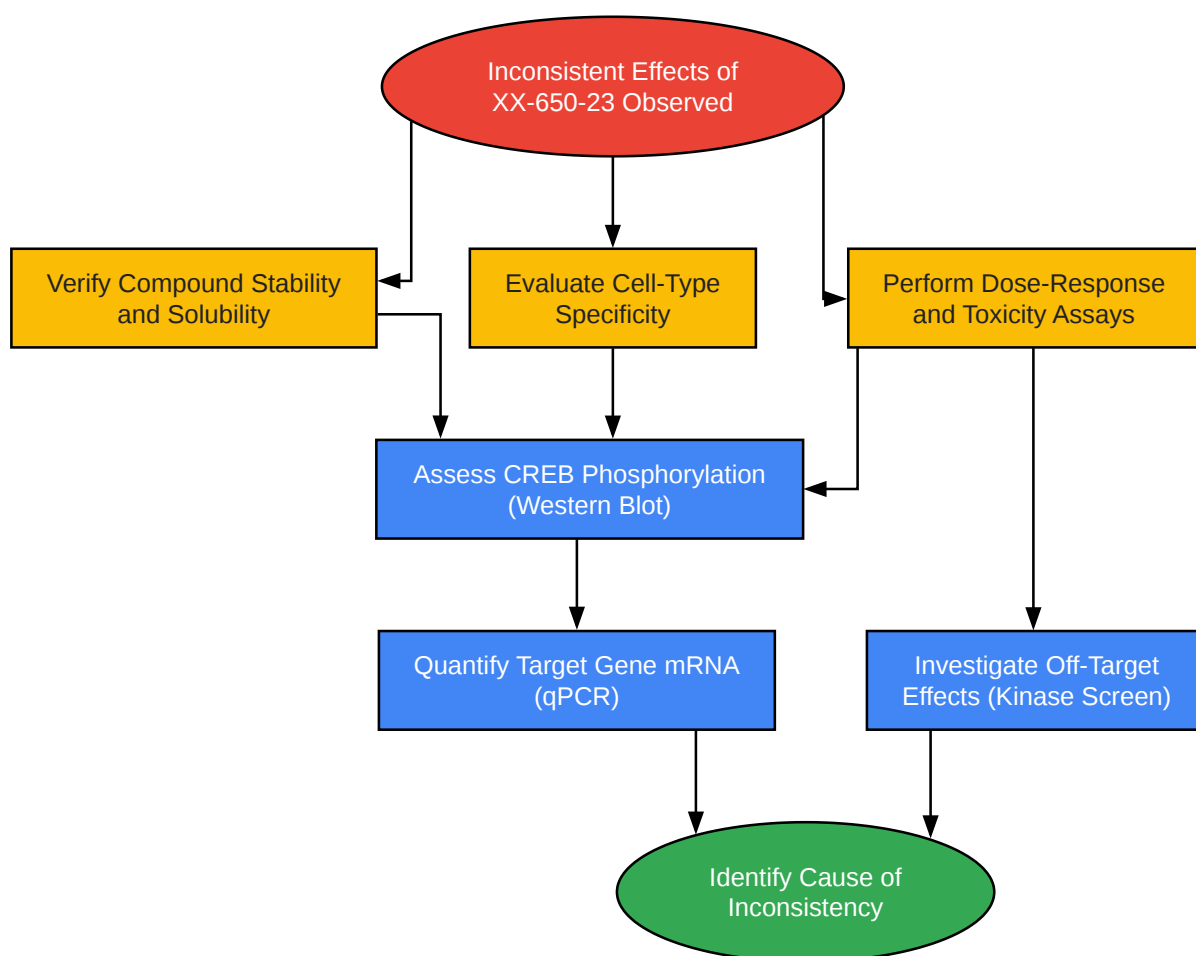 Inconsistent Effects of
XX-650-23 Observed
Verify Compound Stability
and Solubility
Evaluate Cell-Type
Specificity
Perform Dose-Response
and Toxicity Assays
Assess CREB Phosphorylation
(Western Blot)
Quantify Target Gene mRNA
(qPCR)
Investigate Off-Target
Effects (Kinase Screen)
Identify Cause of
Inconsistency